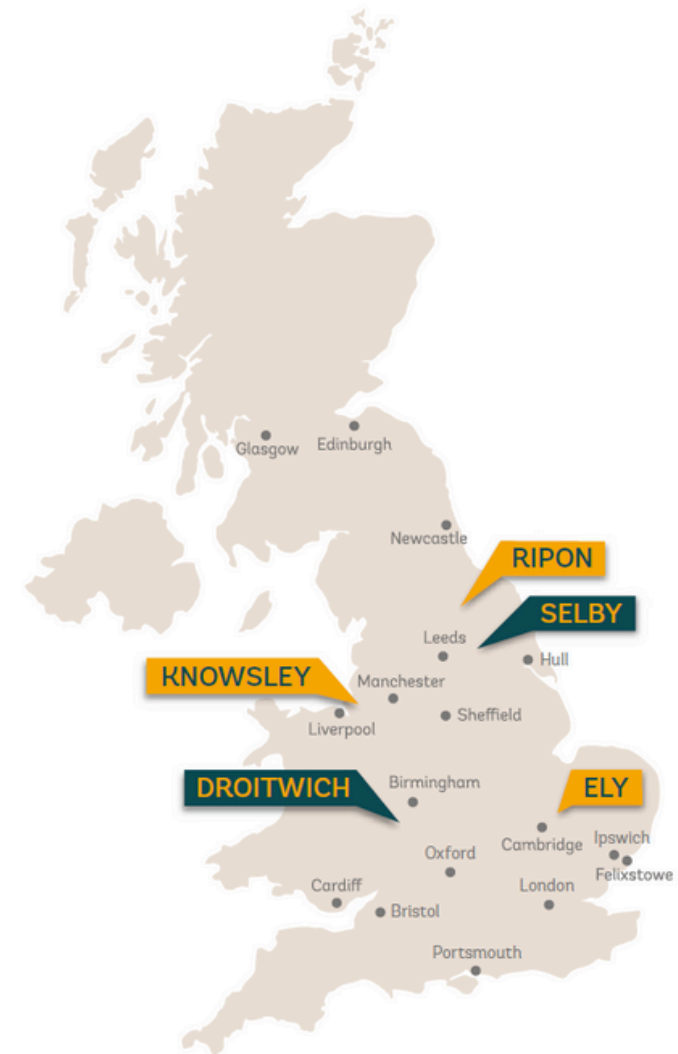 Glasgow
Edinburgh
Newcastle
RIPON
SELBY
Leeds
Hull
KNOWSLEY
Manchester
Liverpool
Sheffield
DROITWICH
Birmingham
ELY
Cambridge
Ipswich
Felixstowe
Oxford
London
Cardiff
Bristol
Portsmouth